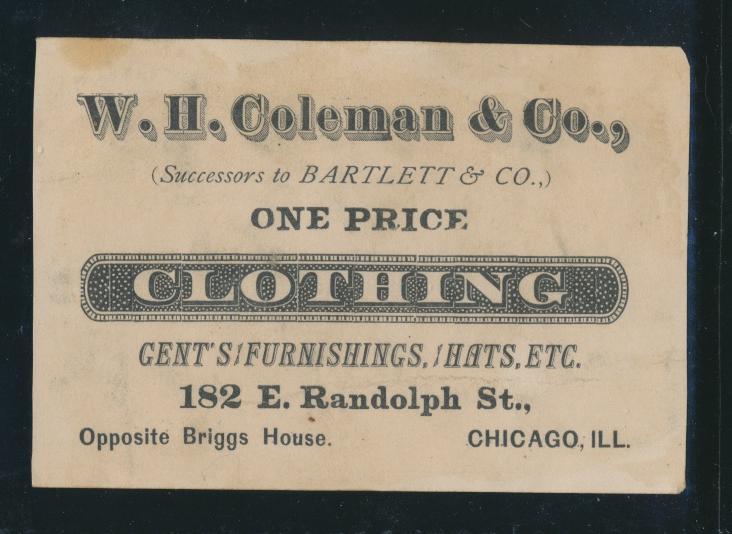 W. H. Coleman & Co.,
(Successors to BARTLETT & CO.,)
ONE PRICE
CLOTHING
GENT'S FURNISHINGS, HATS, ETC.
182 E. Randolph St.,
Opposite Briggs House. CHICAGO, ILL.